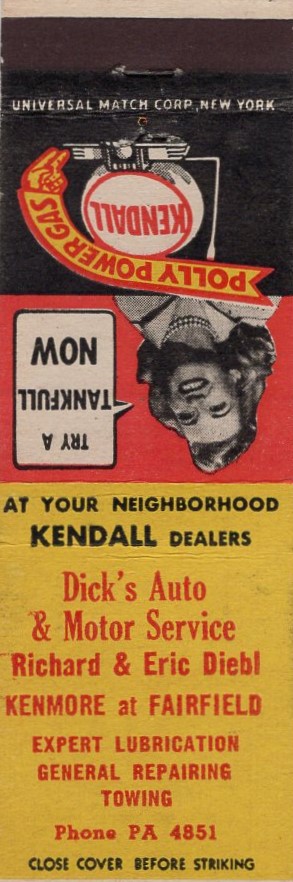 UNIVERSAL MATCH CORP., NEW YORK
KENDALL
POLLY POWER GAS
TRY A
TANKFULL
NOW
AT YOUR NEIGHBORHOOD
KENDALL DEALERS
Dick's Auto
& Motor Service
Richard & Eric Diebl
KENMORE at FAIRFIELD
EXPERT LUBRICATION
GENERAL REPAIRING
TOWING
Phone PA 4851
CLOSE COVER BEFORE STRIKING